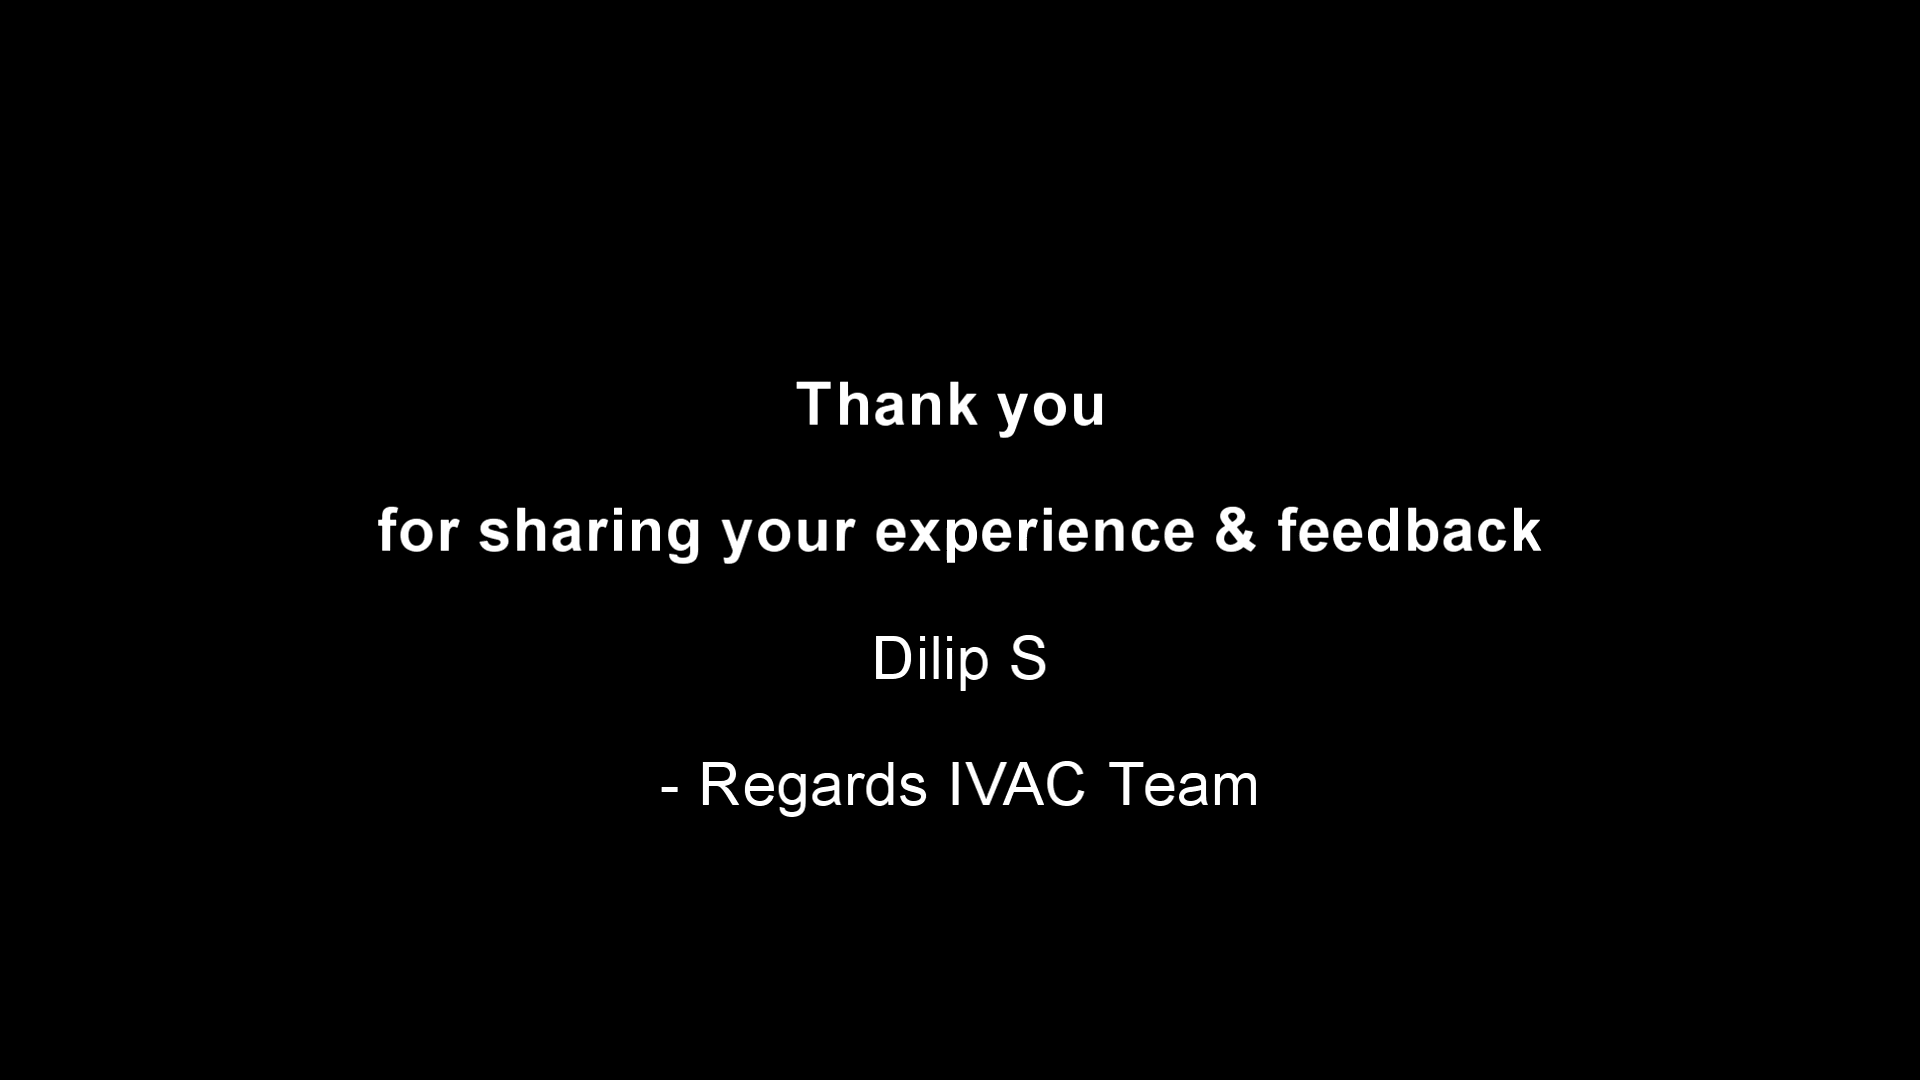 Thank you
for sharing your experience & feedback
Dilip S
- Regards IVAC Team